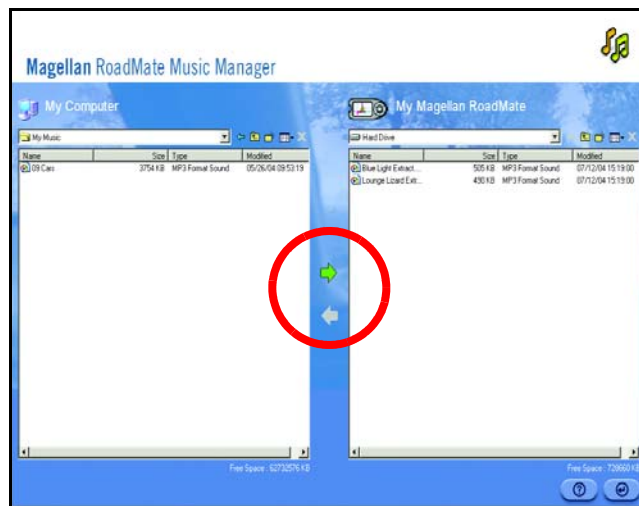 Magellan RoadMate Music Manager
My Computer
My Music
Name Size Type Modified
09 Cars 3754 KB MP3 Format Sound 05/26/04 09:53:19
Free Space : 62732576 KB
My Magellan RoadMate
Hard Drive
Name Size Type Modified
Blue Light Extract... 505 KB MP3 Format Sound 07/12/04 15:19:00
Lounge Lizard Extr... 490 KB MP3 Format Sound 07/12/04 15:19:00
Free Space : 728660 KB